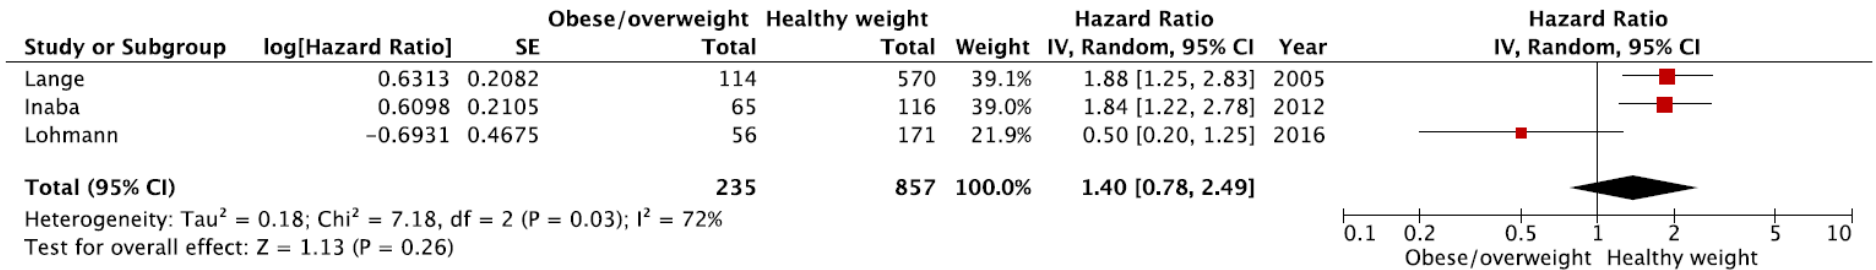 Obese/overweight Healthy weight Hazard Ratio Hazard Ratio
Study or Subgroup log[Hazard Ratio] SE Total Total Weight IV, Random, 95% CI Year IV, Random, 95% CI
Lange 0.6313 0.2082 114 570 39.1% 1.88 [1.25, 2.83] 2005
Inaba 0.6098 0.2105 65 116 39.0% 1.84 [1.22, 2.78] 2012
Lohmann -0.6931 0.4675 56 171 21.9% 0.50 [0.20, 1.25] 2016
Total (95% CI) 235 857 100.0% 1.40 [0.78, 2.49]
Heterogeneity: Tau² = 0.18; Chi² = 7.18, df = 2 (P = 0.03); I² = 72%
Test for overall effect: Z = 1.13 (P = 0.26)
0.1 0.2 0.5 1 2 5 10
Obese/overweight Healthy weight